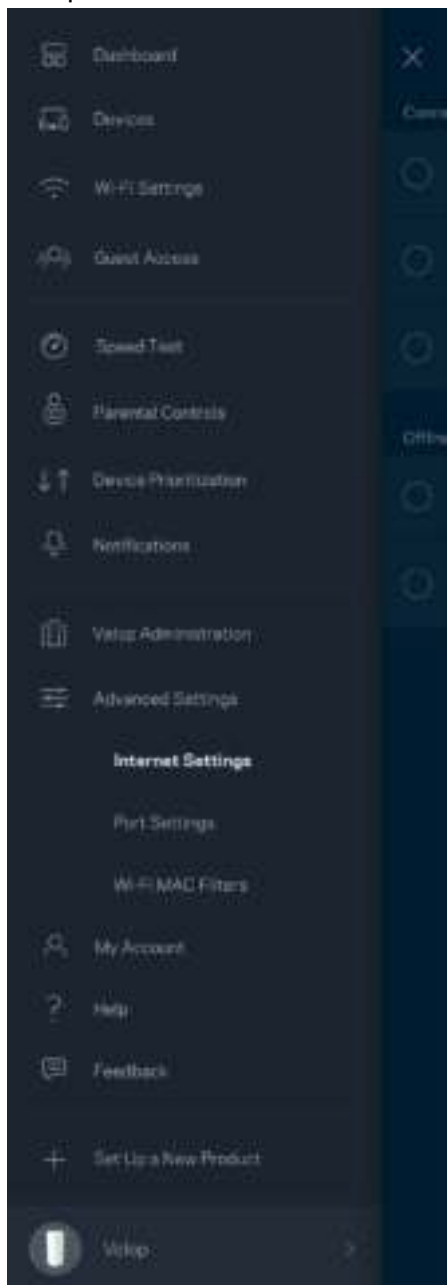 Dashboard
Devices
Wi-Fi Settings
Guest Access
Speed Test
Parental Controls
Device Prioritization
Notifications
Velop Administration
Advanced Settings
Internet Settings
Port Settings
Wi-Fi MAC Filters
My Account
Help
Feedback
Set Up a New Product
Velop